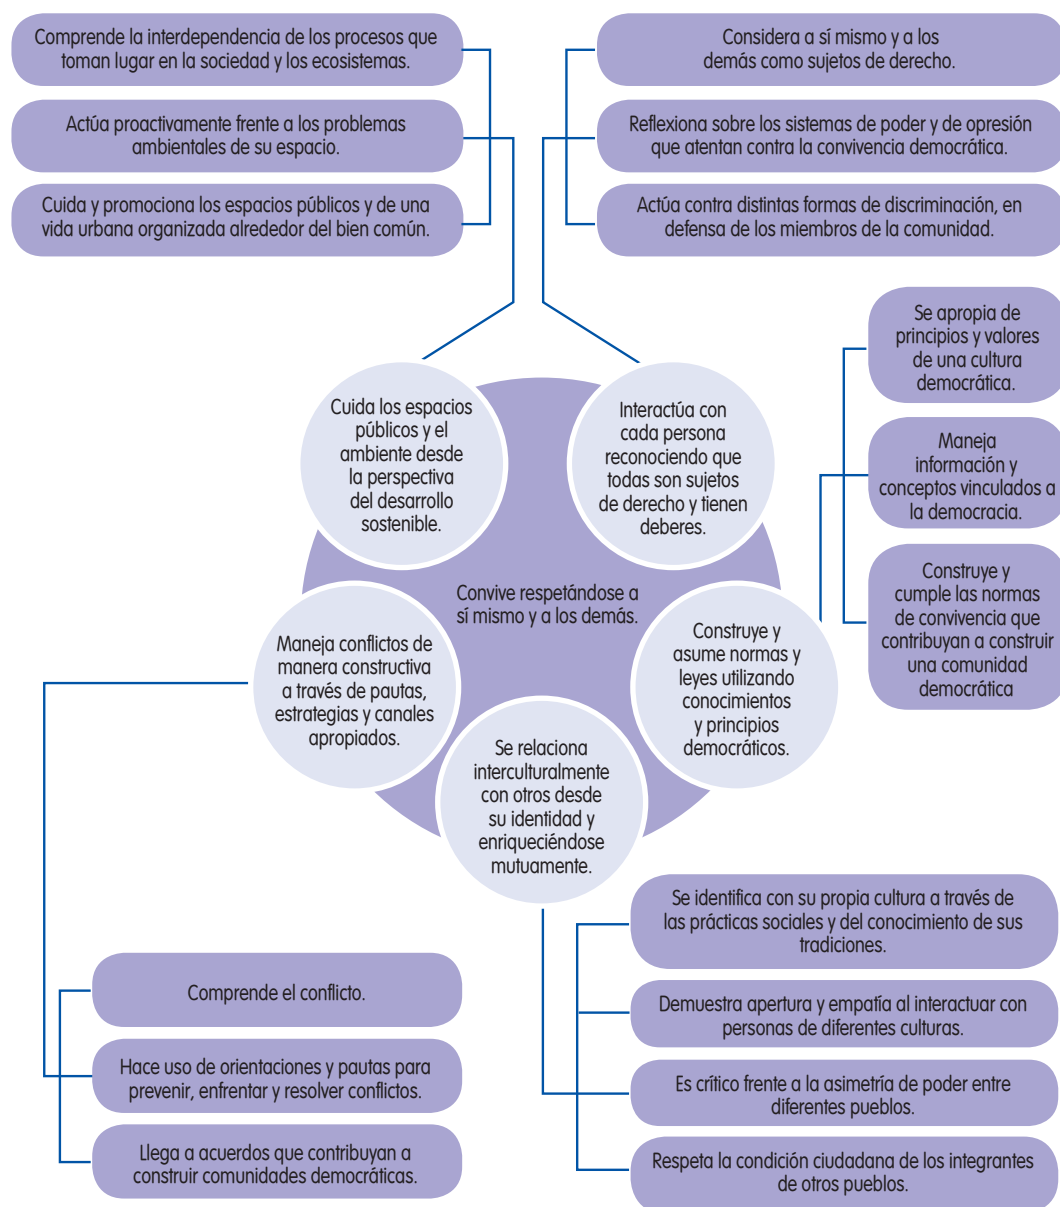 Comprende la interdependencia de los procesos que
toman lugar en la sociedad y los ecosistemas.
Actúa proactivamente frente a los problemas
ambientales de su espacio.
Cuida y promociona los espacios públicos y de una
vida urbana organizada alrededor del bien común.
Considera a sí mismo y a los
demás como sujetos de derecho.
Reflexiona sobre los sistemas de poder y de opresión
que atentan contra la convivencia democrática.
Actúa contra distintas formas de discriminación, en
defensa de los miembros de la comunidad.
Cuida los espacios
públicos y el
ambiente desde
la perspectiva
del desarrollo
sostenible.
Interactúa con
cada persona
reconociendo que
todas son sujetos
de derecho y tienen
deberes.
Se apropia de
principios y valores
de una cultura
democrática.
Maneja
información y
conceptos vinculados a
la democracia.
Construye y
cumple las normas
de convivencia que
contribuyan a construir
una comunidad
democrática
Convive respetándose a
sí mismo y a los demás.
Maneja conflictos de
manera constructiva
a través de pautas,
estrategias y canales
apropiados.
Construye y
asume normas y
leyes utilizando
conocimientos
y principios
democráticos.
Se relaciona
interculturalmente
con otros desde
su identidad y
enriqueciéndose
mutuamente.
Comprende el conflicto.
Hace uso de orientaciones y pautas para
prevenir, enfrentar y resolver conflictos.
Llega a acuerdos que contribuyan a
construir comunidades democráticas.
Se identifica con su propia cultura a través de
las prácticas sociales y del conocimiento de sus
tradiciones.
Demuestra apertura y empatía al interactuar con
personas de diferentes culturas.
Es crítico frente a la asimetría de poder entre
diferentes pueblos.
Respeta la condición ciudadana de los integrantes
de otros pueblos.